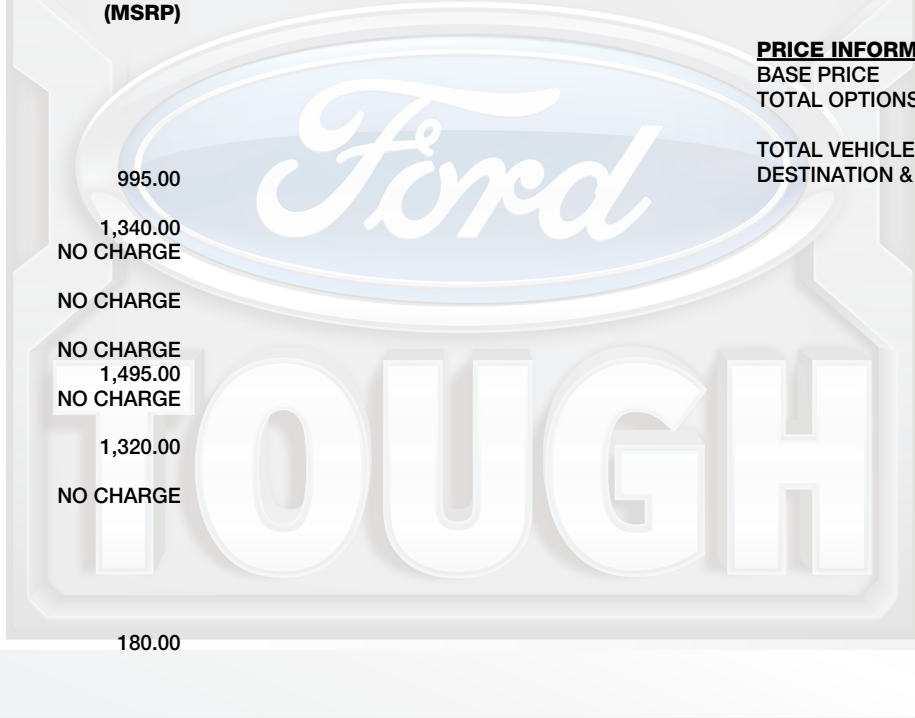 (MSRP)
PRICE INFORM
BASE PRICE
TOTAL OPTIONS
TOTAL VEHICLE
DESTINATION &
995.00
1,340.00
NO CHARGE
NO CHARGE
NO CHARGE
1,495.00
NO CHARGE
1,320.00
NO CHARGE
180.00
Ford
TOUGH